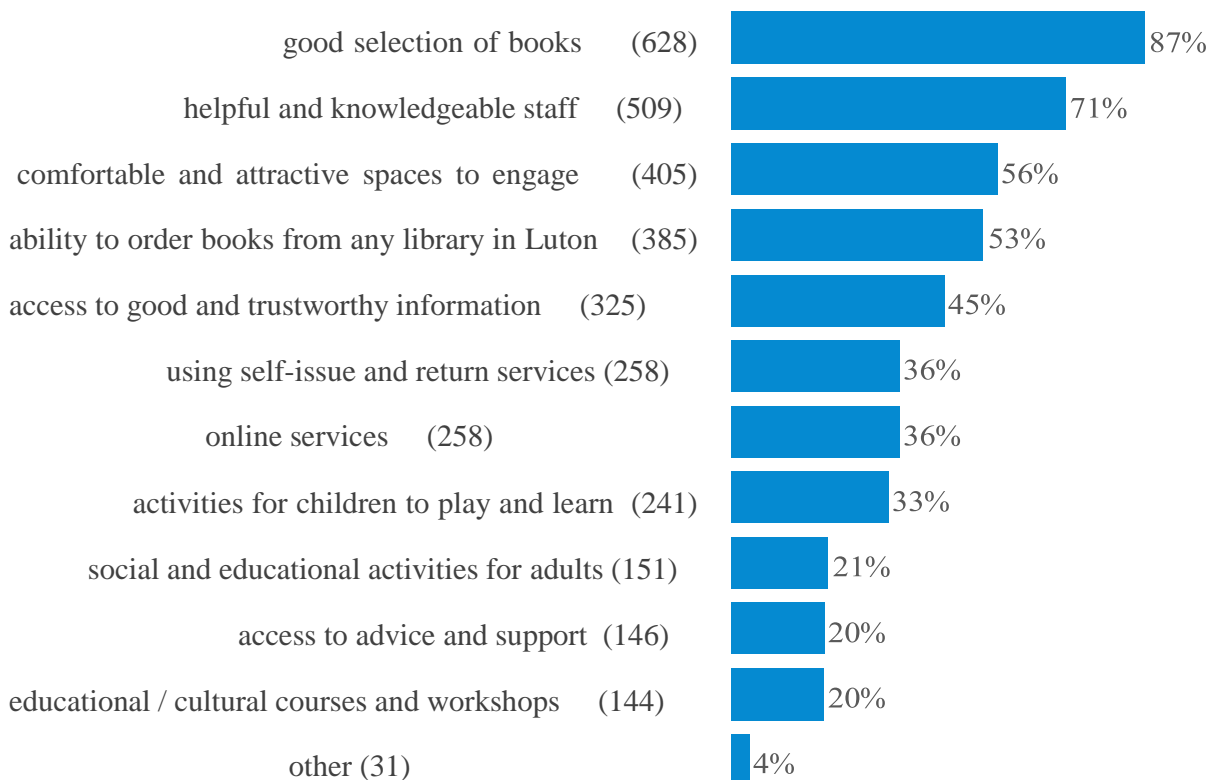 good selection of books (628) 87%
helpful and knowledgeable staff (509) 71%
comfortable and attractive spaces to engage (405) 56%
ability to order books from any library in Luton (385) 53%
access to good and trustworthy information (325) 45%
using self-issue and return services (258) 36%
online services (258) 36%
activities for children to play and learn (241) 33%
social and educational activities for adults (151) 21%
access to advice and support (146) 20%
educational / cultural courses and workshops (144) 20%
other (31) 4%